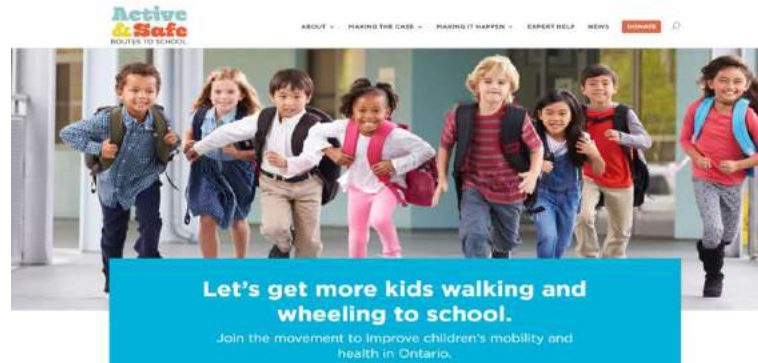 Active
& Safe
ROUTES TO SCHOOL
ABOUT
MAKING THE CASE
MAKING IT HAPPEN
EXPERT HELP
NEWS
DONATE
Let's get more kids walking and
wheeling to school.
Join the movement to improve children's mobility and
health in Ontario.